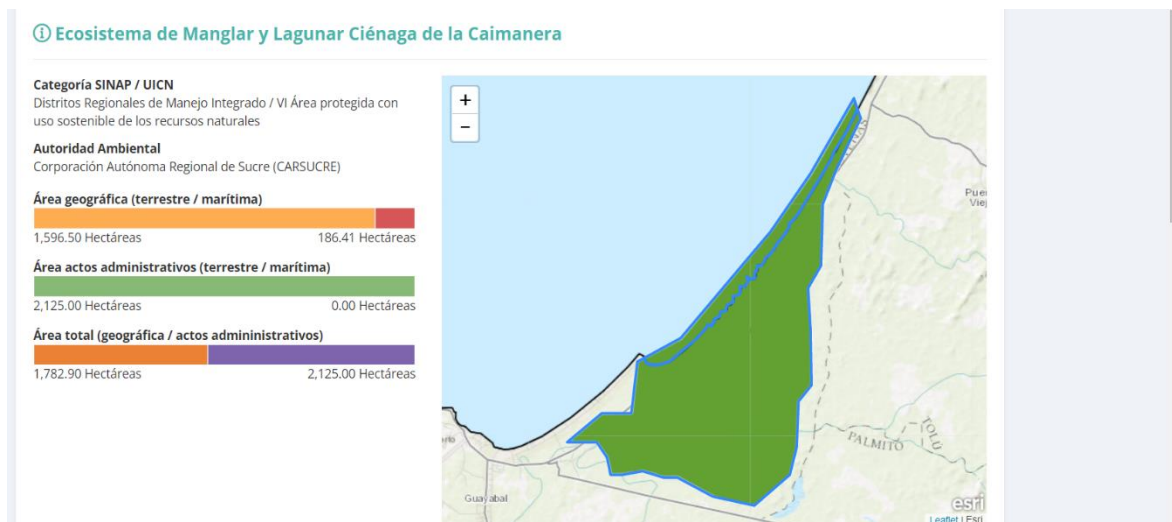 Ecosistema de Manglar y Lagunar Ciénaga de la Caimanera
Categoría SINAP / UICN
Distritos Regionales de Manejo Integrado / VI Área protegida con
uso sostenible de los recursos naturales
Autoridad Ambiental
Corporación Autónoma Regional de Sucre (CARSUCRE)
Área geográfica (terrestre / marítima)
1,596.50 Hectáreas 186.41 Hectáreas
Área actos administrativos (terrestre / marítima)
2,125.00 Hectáreas 0.00 Hectáreas
Área total (geográfica / actos admininistrativos)
1,782.90 Hectáreas 2,125.00 Hectáreas
+
−
PALMITO
TOLÚ
Guayabal
esri
Leaflet | Esri